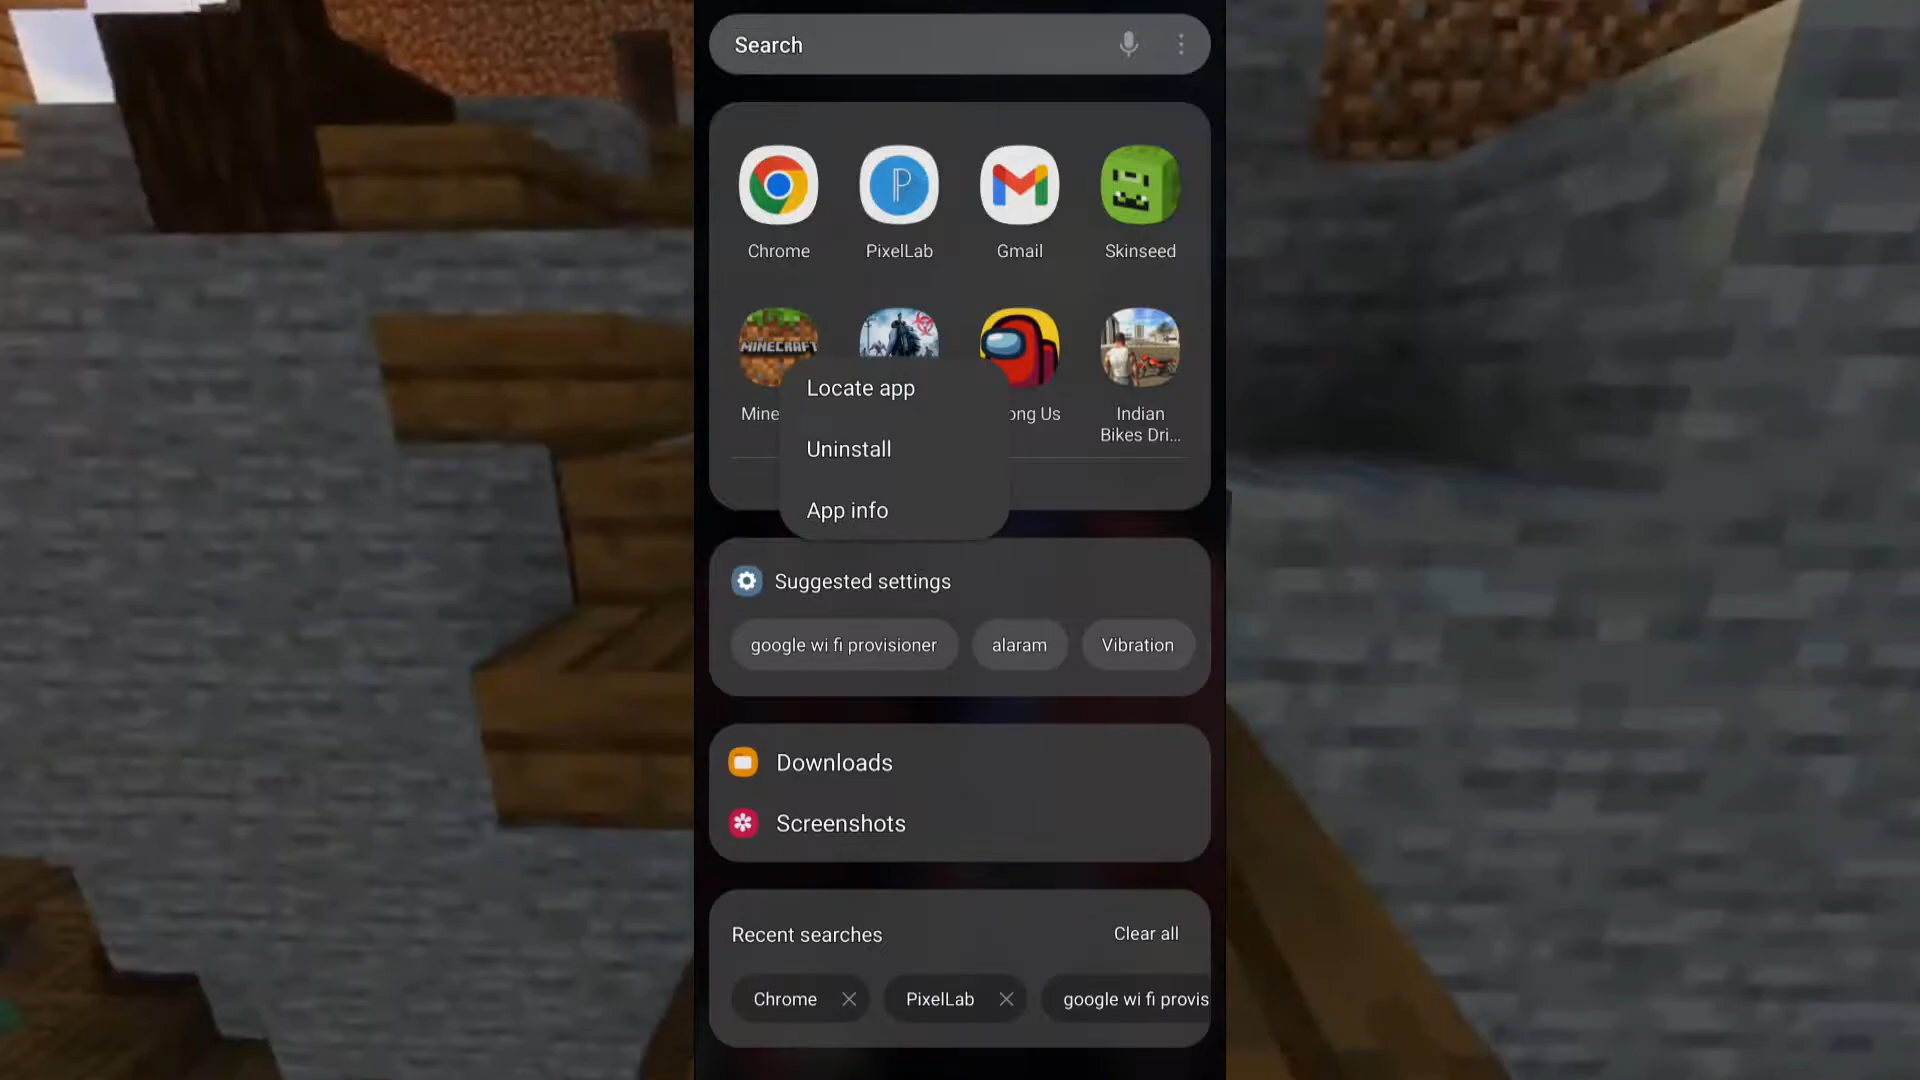 Search
Chrome
PixelLab
Gmail
Skinseed
MINECRAFT
Mine
ong Us
Indian
Bikes Dri...
Locate app
Uninstall
App info
Suggested settings
google wi fi provisioner
alaram
Vibration
Downloads
Screenshots
Recent searches
Clear all
Chrome
PixelLab
google wi fi provis